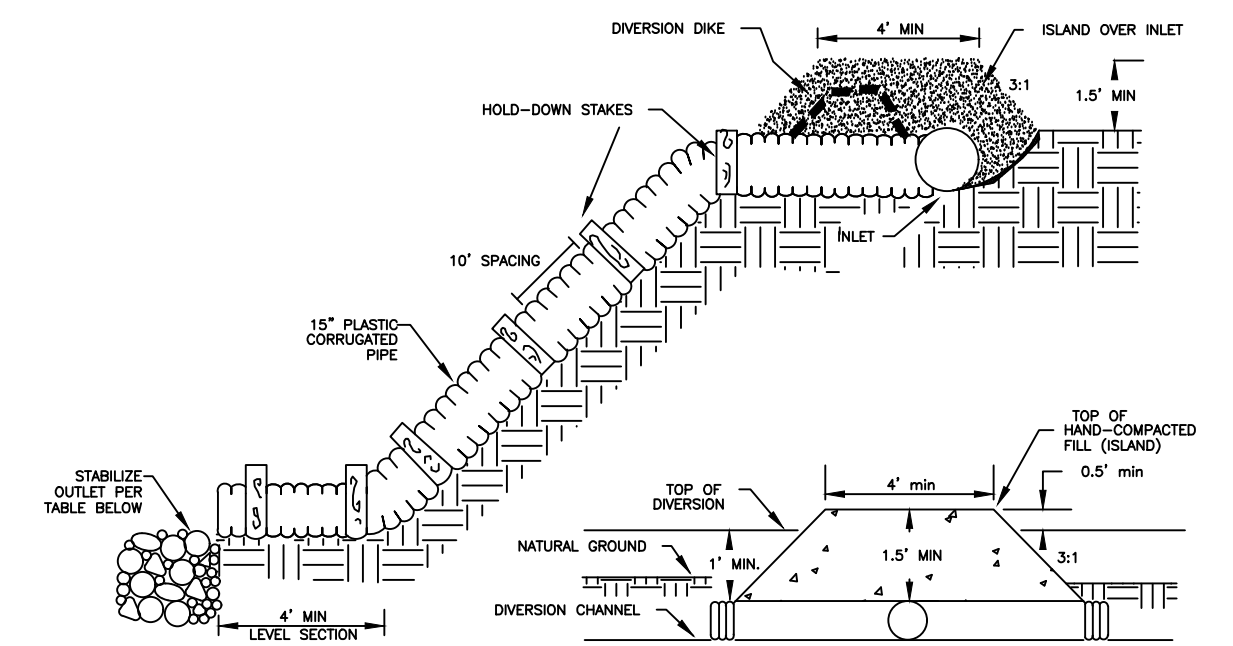 DIVERSION DIKE
4' MIN
ISLAND OVER INLET
3:1
1.5' MIN
HOLD-DOWN STAKES
INLET
10' SPACING
15" PLASTIC
CORRUGATED
PIPE
STABILIZE
OUTLET PER
TABLE BELOW
4' MIN
LEVEL SECTION
TOP OF
HAND-COMPACTED
FILL (ISLAND)
0.5' min
4' min
TOP OF
DIVERSION
NATURAL GROUND
1' MIN.
1.5' MIN
3:1
DIVERSION CHANNEL